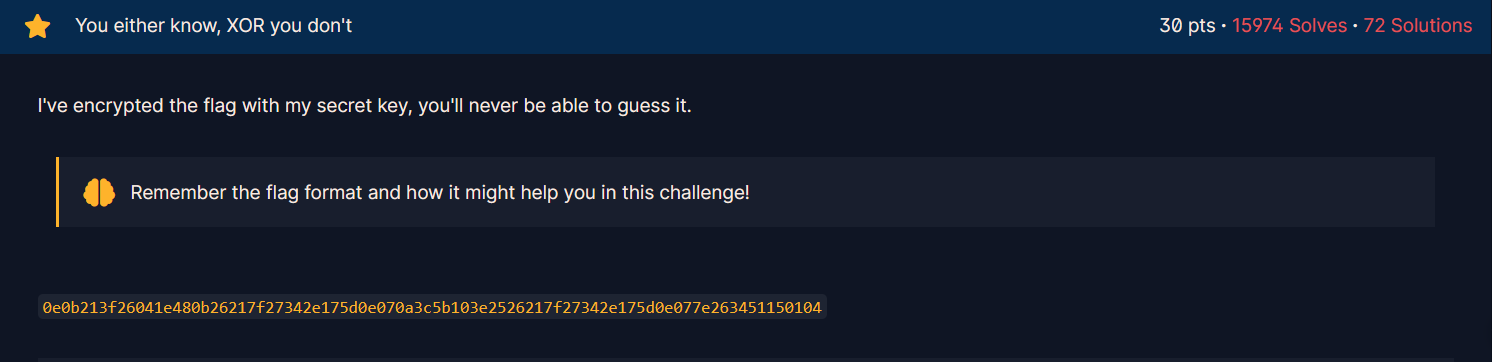 You either know, XOR you don't
30 pts · 15974 Solves · 72 Solutions
I've encrypted the flag with my secret key, you'll never be able to guess it.
Remember the flag format and how it might help you in this challenge!
0e0b213f26041e480b26217f27342e175d0e070a3c5b103e2526217f27342e175d0e077e263451150104